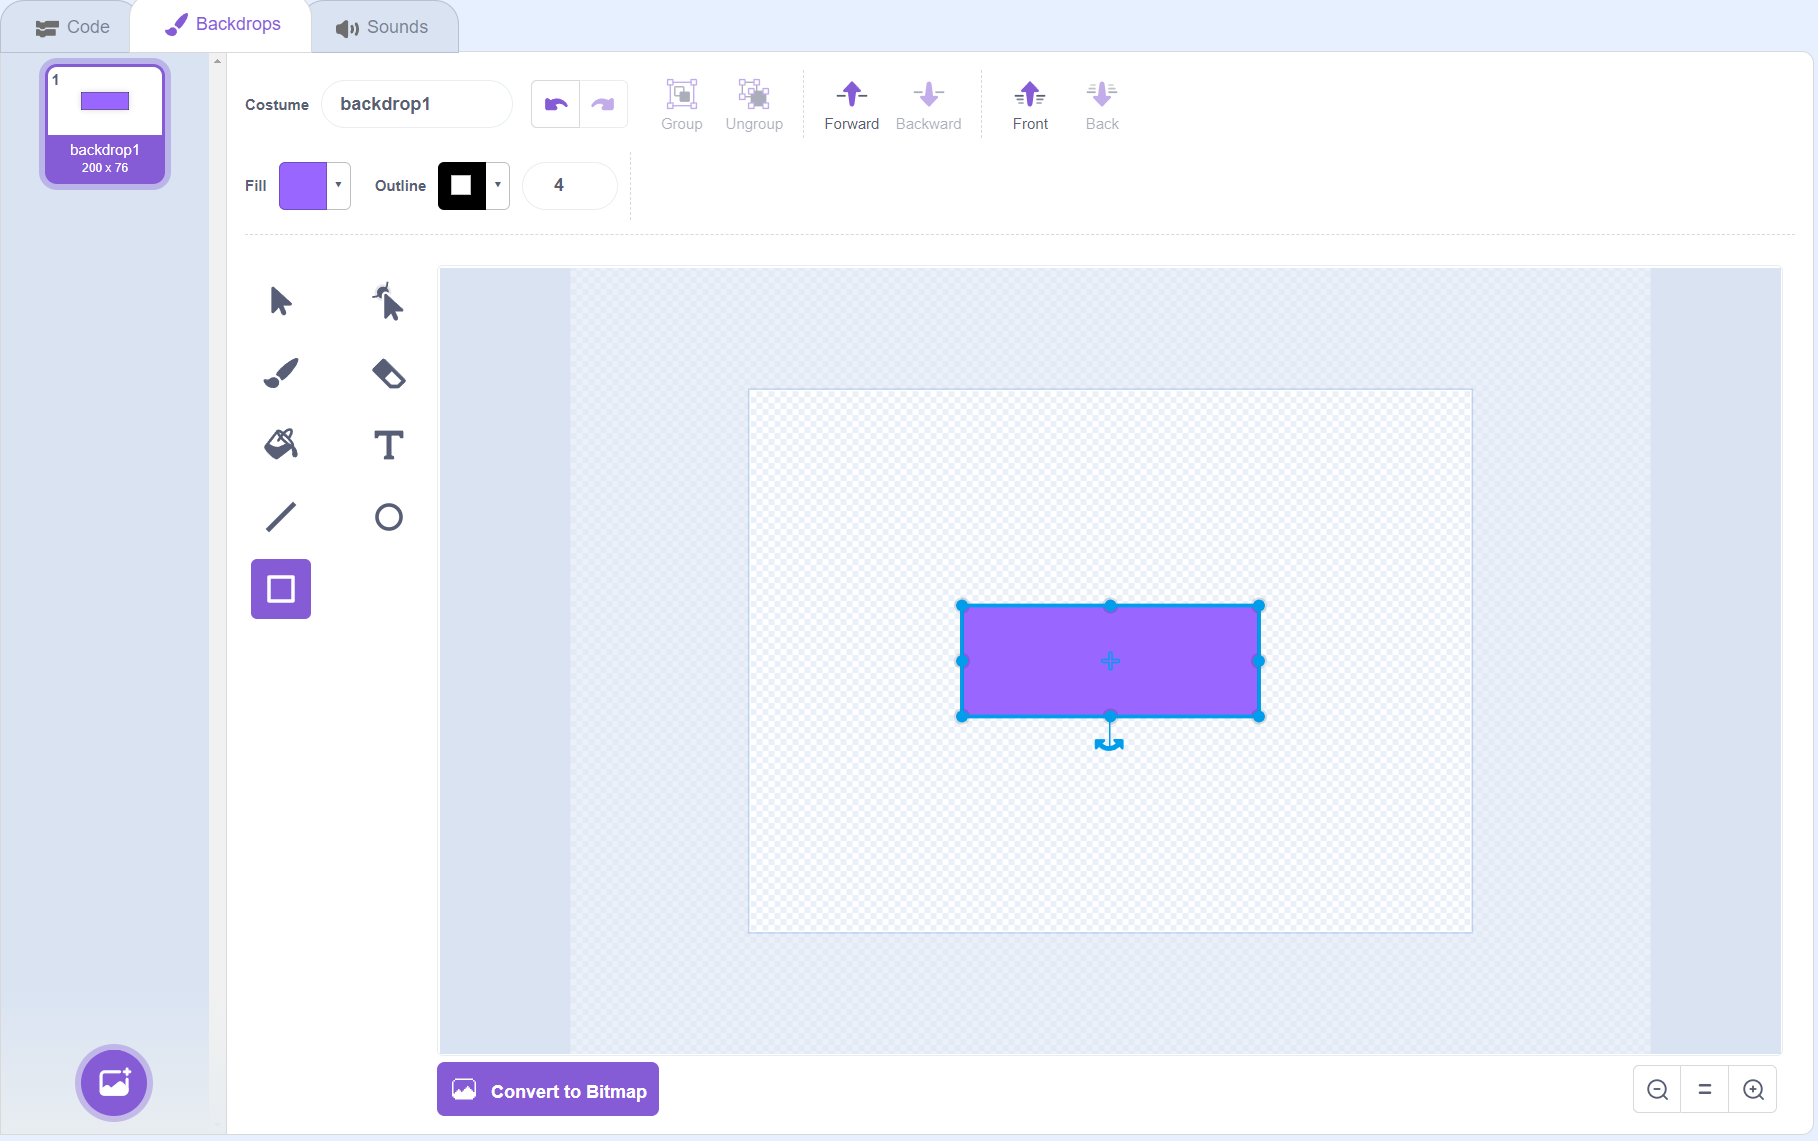 Code
Backdrops
Sounds
1
backdrop1
200 x 76
Costume
backdrop1
Group
Ungroup
Forward
Backward
Front
Back
Fill
Outline
4
Convert to Bitmap